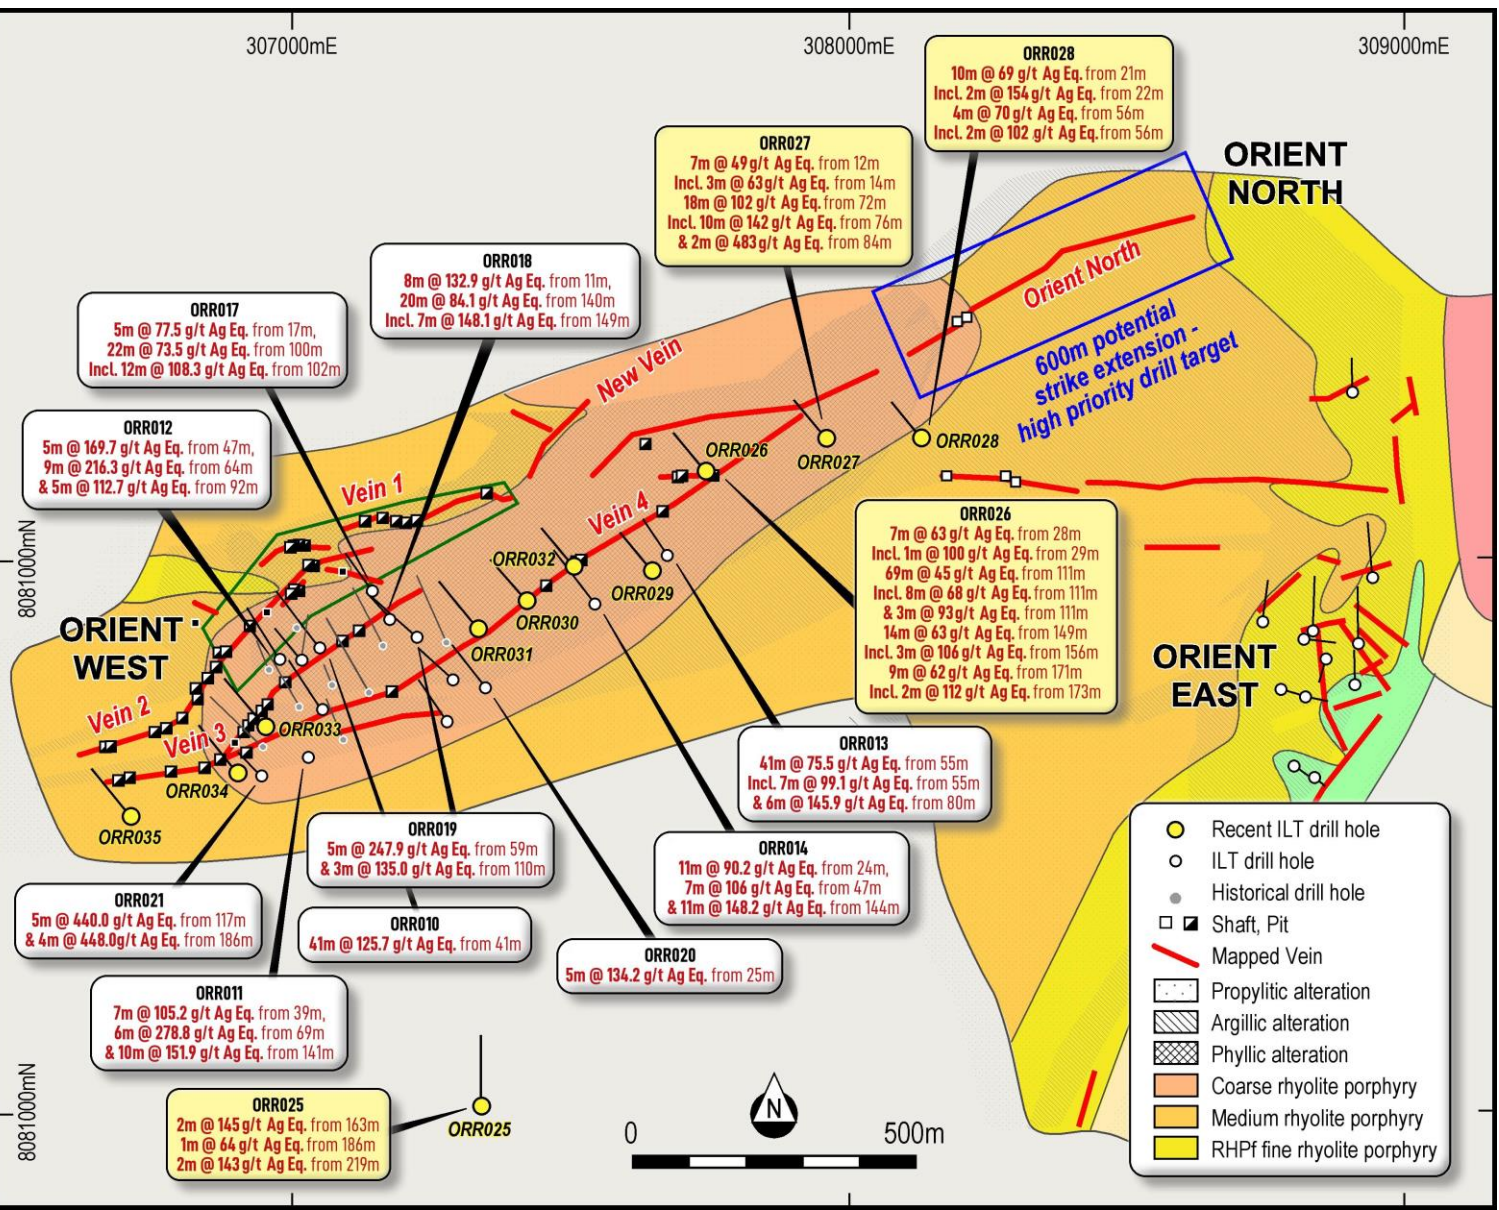 307000mE
308000mE
309000mE
ORR028
10m @ 69 g/t Ag Eq. from 21m
Incl. 2m @ 154 g/t Ag Eq. from 22m
4m @ 70 g/t Ag Eq. from 56m
Incl. 2m @ 102 g/t Ag Eq. from 56m
ORR027
7m @ 49 g/t Ag Eq. from 12m
Incl. 3m @ 63 g/t Ag Eq. from 14m
18m @ 102 g/t Ag Eq. from 72m
Incl. 10m @ 142 g/t Ag Eq. from 76m
& 2m @ 483 g/t Ag Eq. from 84m
ORIENT
NORTH
ORR018
8m @ 132.9 g/t Ag Eq. from 11m,
20m @ 84.1 g/t Ag Eq. from 140m
Incl. 7m @ 148.1 g/t Ag Eq. from 149m
Orient North
ORR017
5m @ 77.5 g/t Ag Eq. from 17m,
22m @ 73.5 g/t Ag Eq. from 100m
Incl. 12m @ 108.3 g/t Ag Eq. from 102m
600m potential
strike extension -
high priority drill target
New Vein
ORR012
5m @ 169.7 g/t Ag Eq. from 47m,
9m @ 216.3 g/t Ag Eq. from 64m
& 5m @ 112.7 g/t Ag Eq. from 92m
ORR026
ORR027
ORR028
Vein 1
Vein 4
8081000mN
ORR026
7m @ 63 g/t Ag Eq. from 28m
Incl. 1m @ 100 g/t Ag Eq. from 29m
69m @ 45 g/t Ag Eq. from 111m
Incl. 8m @ 68 g/t Ag Eq. from 111m
& 3m @ 93 g/t Ag Eq. from 111m
14m @ 63 g/t Ag Eq. from 149m
Incl. 3m @ 106 g/t Ag Eq. from 156m
9m @ 62 g/t Ag Eq. from 171m
Incl. 2m @ 112 g/t Ag Eq. from 173m
ORR032
ORR029
ORR030
ORR031
ORIENT
WEST
ORIENT
EAST
Vein 2
Vein 3
ORR033
ORR034
ORR035
ORR013
41m @ 75.5 g/t Ag Eq. from 55m
Incl. 7m @ 99.1 g/t Ag Eq. from 55m
& 6m @ 145.9 g/t Ag Eq. from 80m
ORR019
5m @ 247.9 g/t Ag Eq. from 59m
& 3m @ 135.0 g/t Ag Eq. from 110m
ORR014
11m @ 90.2 g/t Ag Eq. from 24m,
7m @ 106 g/t Ag Eq. from 47m
& 11m @ 148.2 g/t Ag Eq. from 144m
ORR021
5m @ 440.0 g/t Ag Eq. from 117m
& 4m @ 448.0g/t Ag Eq. from 186m
ORR010
41m @ 125.7 g/t Ag Eq. from 41m
ORR020
5m @ 134.2 g/t Ag Eq. from 25m
ORR011
7m @ 105.2 g/t Ag Eq. from 39m,
6m @ 278.8 g/t Ag Eq. from 69m
& 10m @ 151.9 g/t Ag Eq. from 141m
8081000mN
ORR025
2m @ 145 g/t Ag Eq. from 163m
1m @ 64 g/t Ag Eq. from 186m
2m @ 143 g/t Ag Eq. from 219m
ORR025
N
0
500m
Recent ILT drill hole
ILT drill hole
Historical drill hole
Shaft, Pit
Mapped Vein
Propylitic alteration
Argillic alteration
Phyllic alteration
Coarse rhyolite porphyry
Medium rhyolite porphyry
RHPf fine rhyolite porphyry